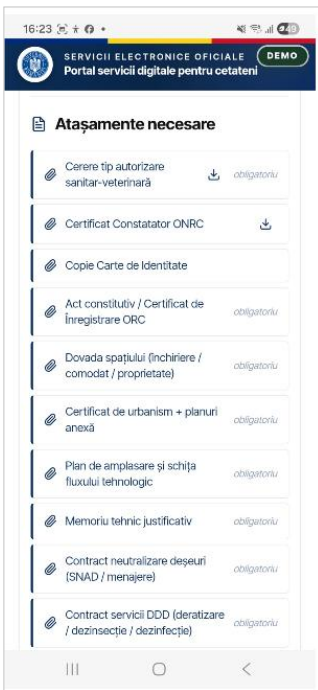 16:23
49
SERVICII ELECTRONICE OFICIALE
DEMO
Portal servicii digitale pentru cetateni
Atașamente necesare
Cerere tip autorizare
sanitar-veterinară
obligatoriu
Certificat Constatator ONRC
Copie Carte de Identitate
Act constitutiv / Certificat de
Înregistrare ORC
obligatoriu
Dovada spațiului (închiriere /
comodat / proprietate)
obligatoriu
Certificat de urbanism + planuri
anexă
obligatoriu
Plan de amplasare și schița
fluxului tehnologic
obligatoriu
Memoriu tehnic justificativ
obligatoriu
Contract neutralizare deșeuri
(SNAD / menajere)
obligatoriu
Contract servicii DDD (deratizare
/ dezinsecție / dezinfecție)
obligatoriu